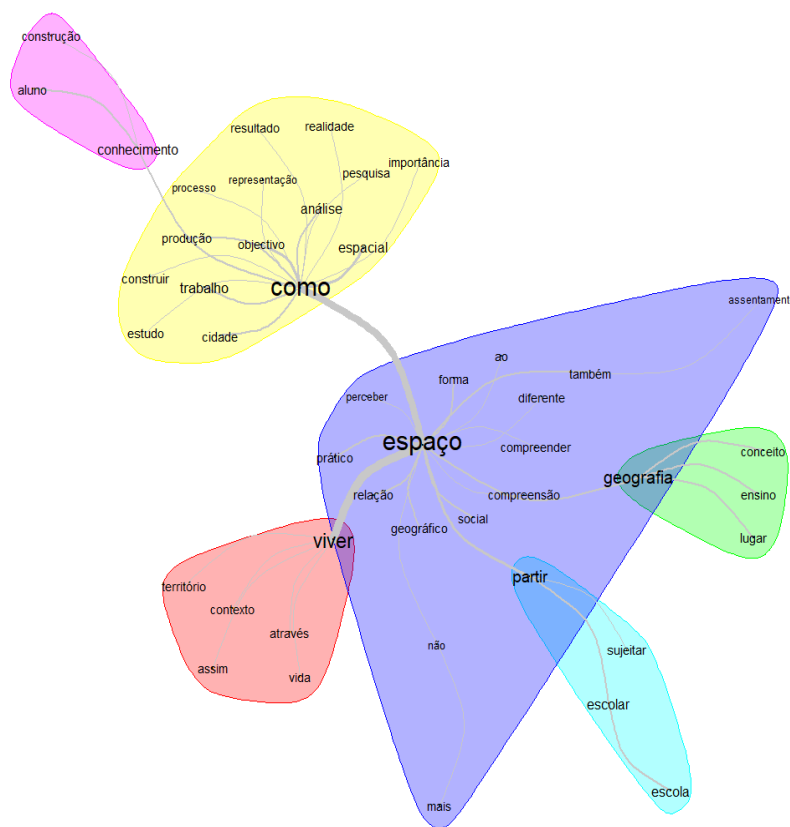 construção
aluno
conhecimento
resultado
realidade
importância
processo
representação
pesquisa
análise
produção
objectivo
espacial
construir
trabalho
como
estudo
cidade
assentament
ao
também
forma
perceber
diferente
espaço
prático
compreender
conceito
geografia
relação
compreensão
ensino
social
geográfico
lugar
viver
partir
território
contexto
através
não
sujeitar
assim
vida
escolar
escola
mais